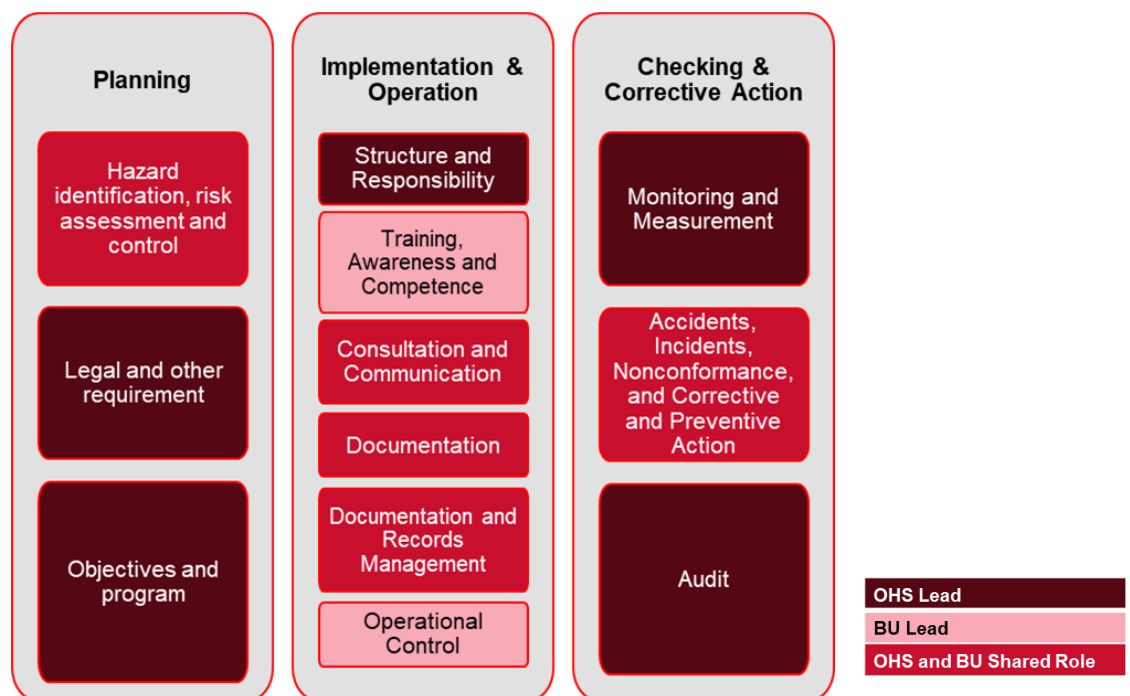 Planning
Hazard
identification, risk
assessment and
control
Legal and other
requirement
Objectives and
program
Implementation &
Operation
Structure and
Responsibility
Training,
Awareness and
Competence
Consultation and
Communication
Documentation
Documentation and
Records
Management
Operational
Control
Checking &
Corrective Action
Monitoring and
Measurement
Accidents,
Incidents,
Nonconformance,
and Corrective
and Preventive
Action
Audit
OHS Lead
BU Lead
OHS and BU Shared Role